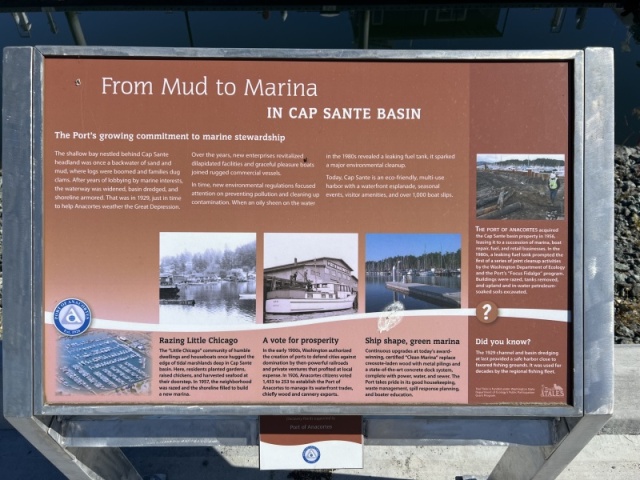 From Mud to Marina
IN CAP SANTE BASIN
The Port's growing commitment to marine stewardship
The shallow bay nestled behind Cap Sante
headland was once a backwater of sand and
mud, where logs were boomed and families dug
clams. After years of lobbying by marine interests,
the waterway was widened, basin dredged, and
shoreline armored. That was in 1929, just in time
to help Anacortes weather the Great Depression.
Over the years, new enterprises revitalized
dilapidated facilities and graceful pleasure boats
joined rugged commercial vessels.
In time, new environmental regulations focused
attention on preventing pollution and cleaning up
contamination. When an oily sheen on the water
in the 1980s revealed a leaking fuel tank, it sparked
a major environmental cleanup.
Today, Cap Sante is an eco-friendly, multi-use
harbor with a waterfront esplanade, seasonal
events, visitor amenities, and over 1,000 boat slips.
THE PORT OF ANACORTES acquired
the Cap Sante basin property in 1956,
leasing it to a succession of marine, boat
repair, fuel, and retail businesses. In the
1980s, a leaking fuel tank prompted the
first of a series of joint cleanup activities
by the Washington Department of Ecology
and the Port's "Focus Fidalgo" program.
Buildings were razed, tanks removed,
and upland and in-water petroleum-
soaked soils excavated.
?
Razing Little Chicago
The "Little Chicago" community of humble
dwellings and houseboats once hugged the
edge of tidal marshlands deep in Cap Sante
basin. Here, residents planted gardens,
raised chickens, and harvested seafood at
their doorstep. In 1957, the neighborhood
was razed and the shoreline filled to build
a new marina.
A vote for prosperity
In the early 1900s, Washington authorized
the creation of ports to defend cities against
domination by then-powerful railroads
and private ventures that profited at local
expense. In 1926, Anacortes citizens voted
1,453 to 203 to establish the Port of
Anacortes to manage its waterfront trades,
chiefly wood and cannery exports.
Ship shape, green marina
Continuous upgrades at today's award-
winning, certified "Clean Marina" replace
creosote-laden wood with metal pilings and
a state-of-the-art concrete dock system,
complete with power, water, and sewer. The
Port takes pride in its good housekeeping,
waste management, spill response planning,
and boater education.
Did you know?
The 1929 channel and basin dredging
at last provided a safe harbor close to
favored fishing grounds. It was used for
decades by the regional fishing fleet.
Port of Anacortes